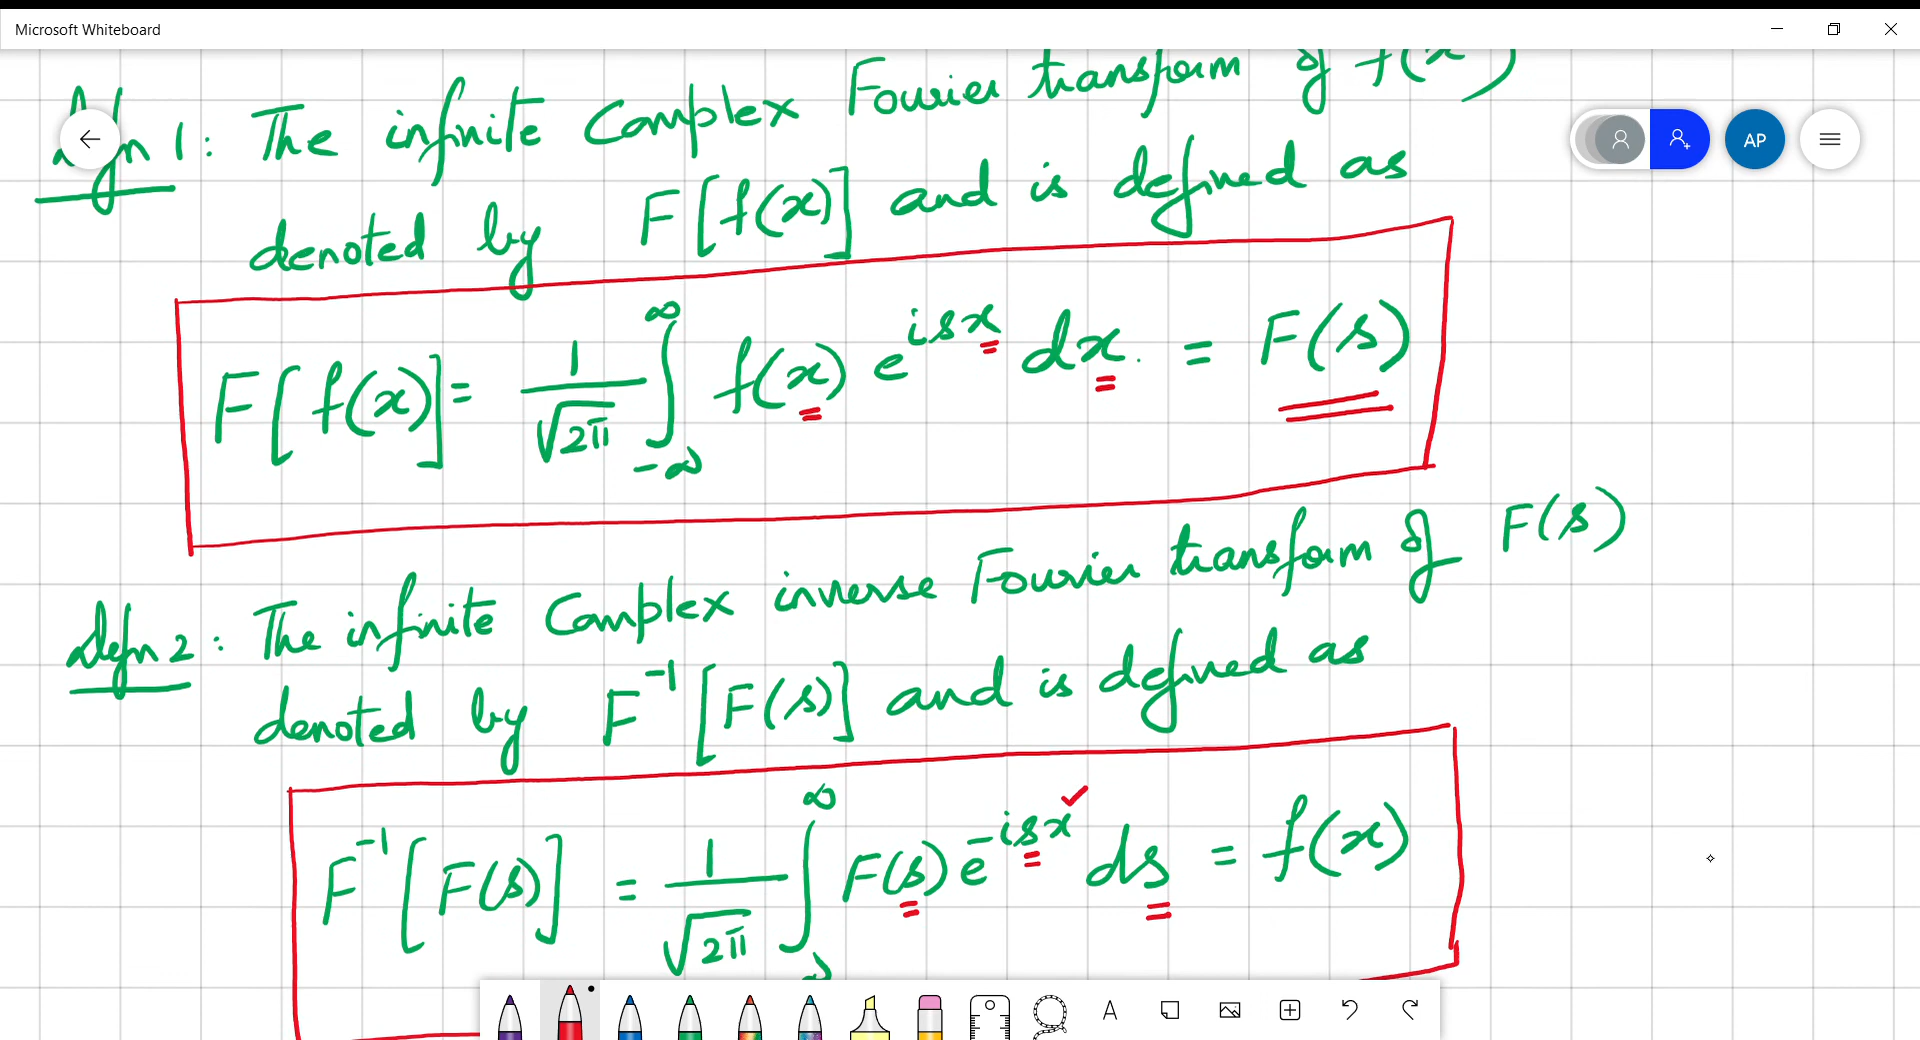 Microsoft Whiteboard
Defn 1: The infinite Complex Fourier transform of f(x)
denoted by F[f(x)] and is defined as
F[f(x)] = 1/√2π ∫_{-∞}^{∞} f(x) e^{isx} dx. = F(s)
Defn 2: The infinite Complex inverse Fourier transform of F(s)
denoted by F^{-1}[F(s)] and is defined as
F^{-1}[F(s)] = 1/√2π ∫^{∞} F(s) e^{-isx} ds = f(x)
AP
A